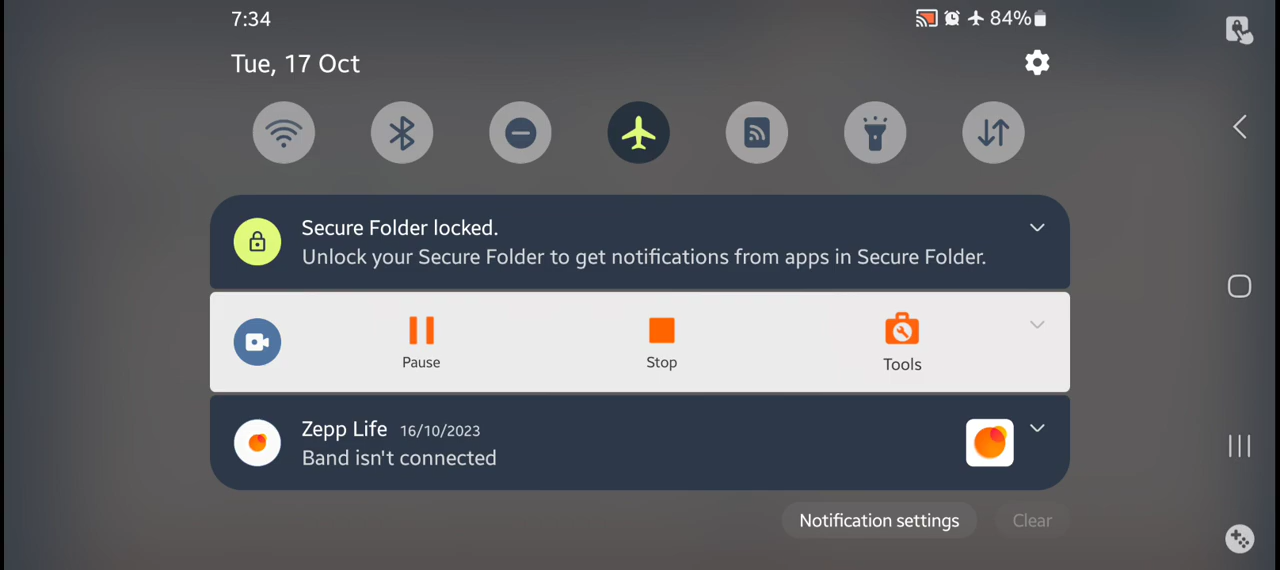 7:34
84%
Tue, 17 Oct
Secure Folder locked.
Unlock your Secure Folder to get notifications from apps in Secure Folder.
Pause
Stop
Tools
Zepp Life 16/10/2023
Band isn't connected
Notification settings
Clear